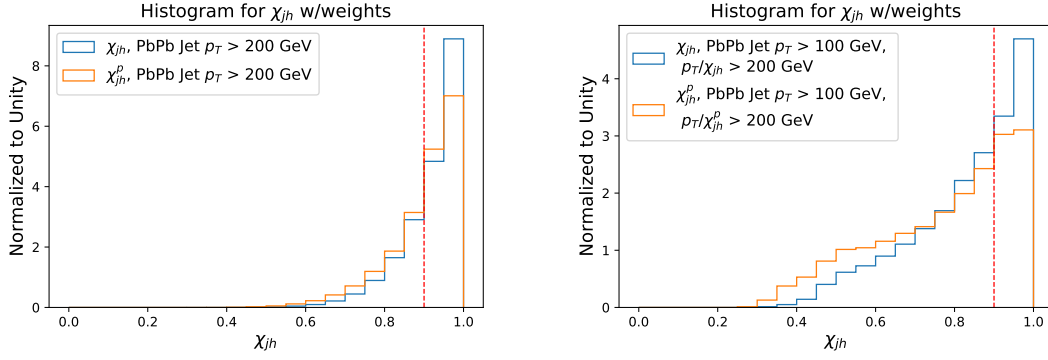 Histogram for χjh w/weights
Normalized to Unity
8
6
4
2
0
χjh, PbPb Jet pT > 200 GeV
χᵖjh, PbPb Jet pT > 200 GeV
0.0 0.2 0.4 0.6 0.8 1.0
χjh
Histogram for χjh w/weights
Normalized to Unity
4
3
2
1
0
χjh, PbPb Jet pT > 100 GeV,
pT/χjh > 200 GeV
χᵖjh, PbPb Jet pT > 100 GeV,
pT/χᵖjh > 200 GeV
0.0 0.2 0.4 0.6 0.8 1.0
χjh